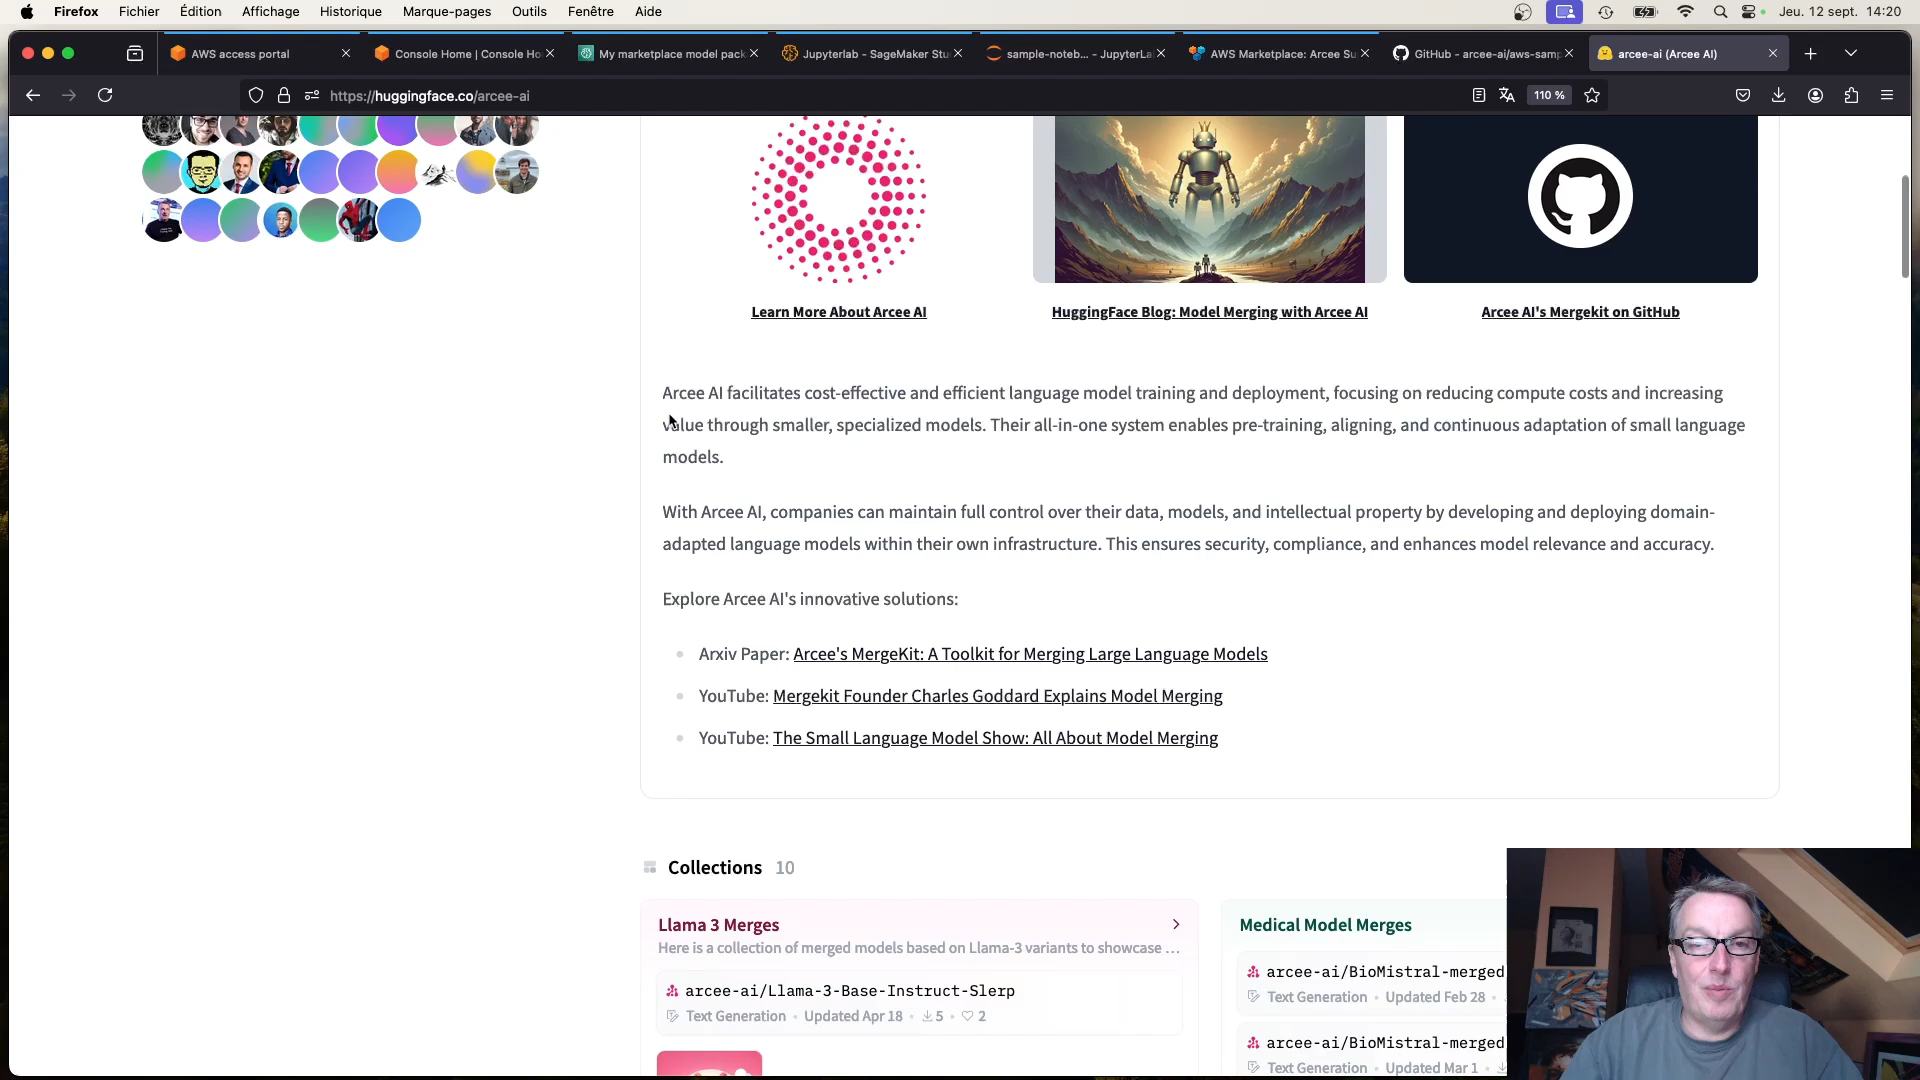 Firefox Fichier Édition Affichage Historique Marque-pages Outils Fenêtre Aide Jeu. 12 sept. 14:20
AWS access portal Console Home | Console Ho My marketplace model pack Jupyterlab - SageMaker Stu sample-noteb... - JupyterLa AWS Marketplace: Arcee Su GitHub - arcee-ai/aws-samp arcee-ai (Arcee AI)
https://huggingface.co/arcee-ai 110 %
Learn More About Arcee AI HuggingFace Blog: Model Merging with Arcee AI Arcee AI's Mergekit on GitHub
Arcee AI facilitates cost-effective and efficient language model training and deployment, focusing on reducing compute costs and increasing
value through smaller, specialized models. Their all-in-one system enables pre-training, aligning, and continuous adaptation of small language
models.
With Arcee AI, companies can maintain full control over their data, models, and intellectual property by developing and deploying domain-
adapted language models within their own infrastructure. This ensures security, compliance, and enhances model relevance and accuracy.
Explore Arcee AI's innovative solutions:
Arxiv Paper: Arcee's MergeKit: A Toolkit for Merging Large Language Models
YouTube: Mergekit Founder Charles Goddard Explains Model Merging
YouTube: The Small Language Model Show: All About Model Merging
Collections 10
Llama 3 Merges
Here is a collection of merged models based on Llama-3 variants to showcase ...
arcee-ai/Llama-3-Base-Instruct-Slerp
Text Generation • Updated Apr 18 • 5 • 2
Medical Model Merges
arcee-ai/BioMistral-merged
Text Generation • Updated Feb 28 •
arcee-ai/BioMistral-merged
Text Generation • Updated Mar 1 •